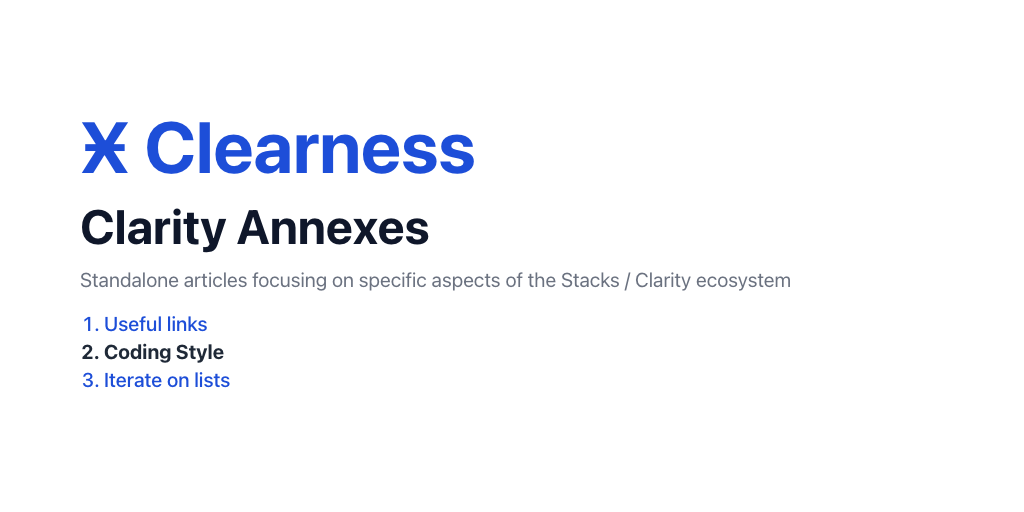 Ӿ Clearness
Clarity Annexes
Standalone articles focusing on specific aspects of the Stacks / Clarity ecosystem
1. Useful links
2. Coding Style
3. Iterate on lists